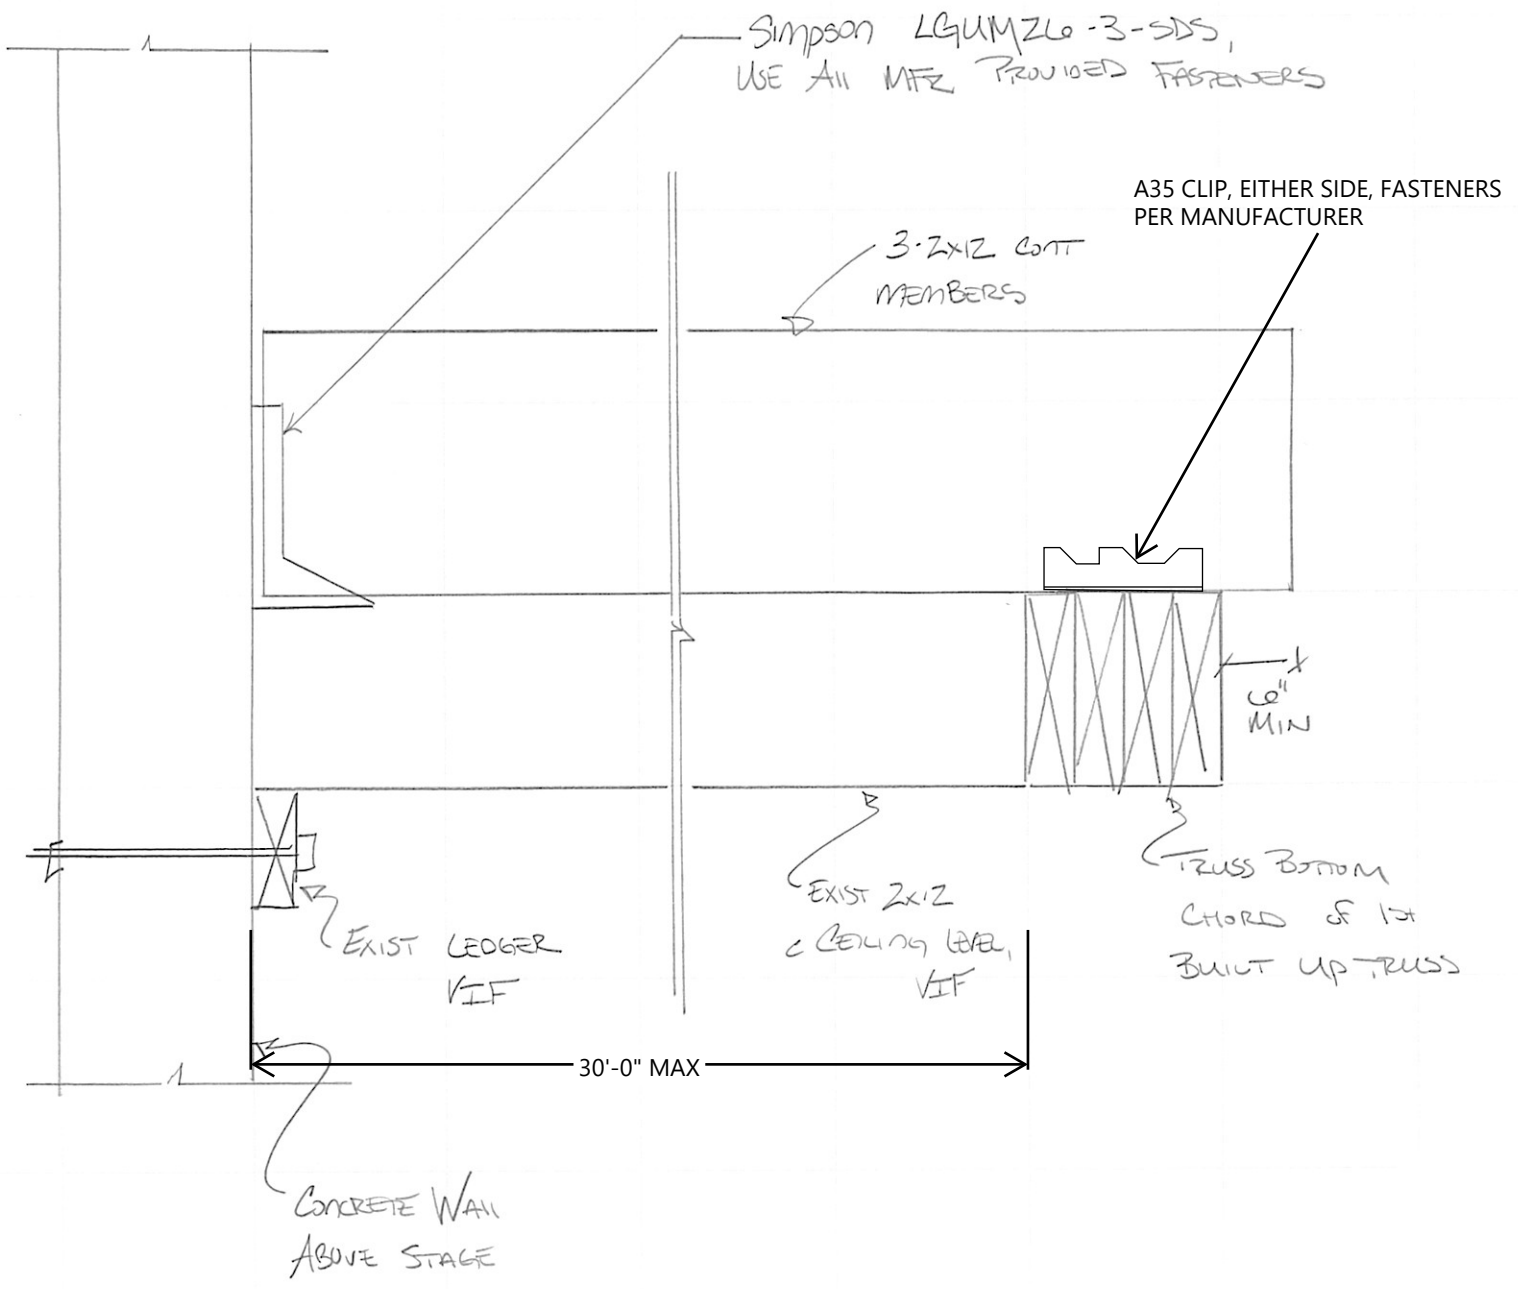 Simpson LGUM26-3-SDS,
USE All MFR PROVIDED FASTENERS
A35 CLIP, EITHER SIDE, FASTENERS
PER MANUFACTURER
3-2x12 CONT
MEMBERS
6"
MIN
TRUSS BOTTOM
CHORD OF 1st
BUILT UP TRUSS
EXIST 2x12
@ CEILING LEVEL,
VIF
EXIST LEDGER
VIF
30'-0" MAX
CONCRETE WAll
ABOVE STAGE